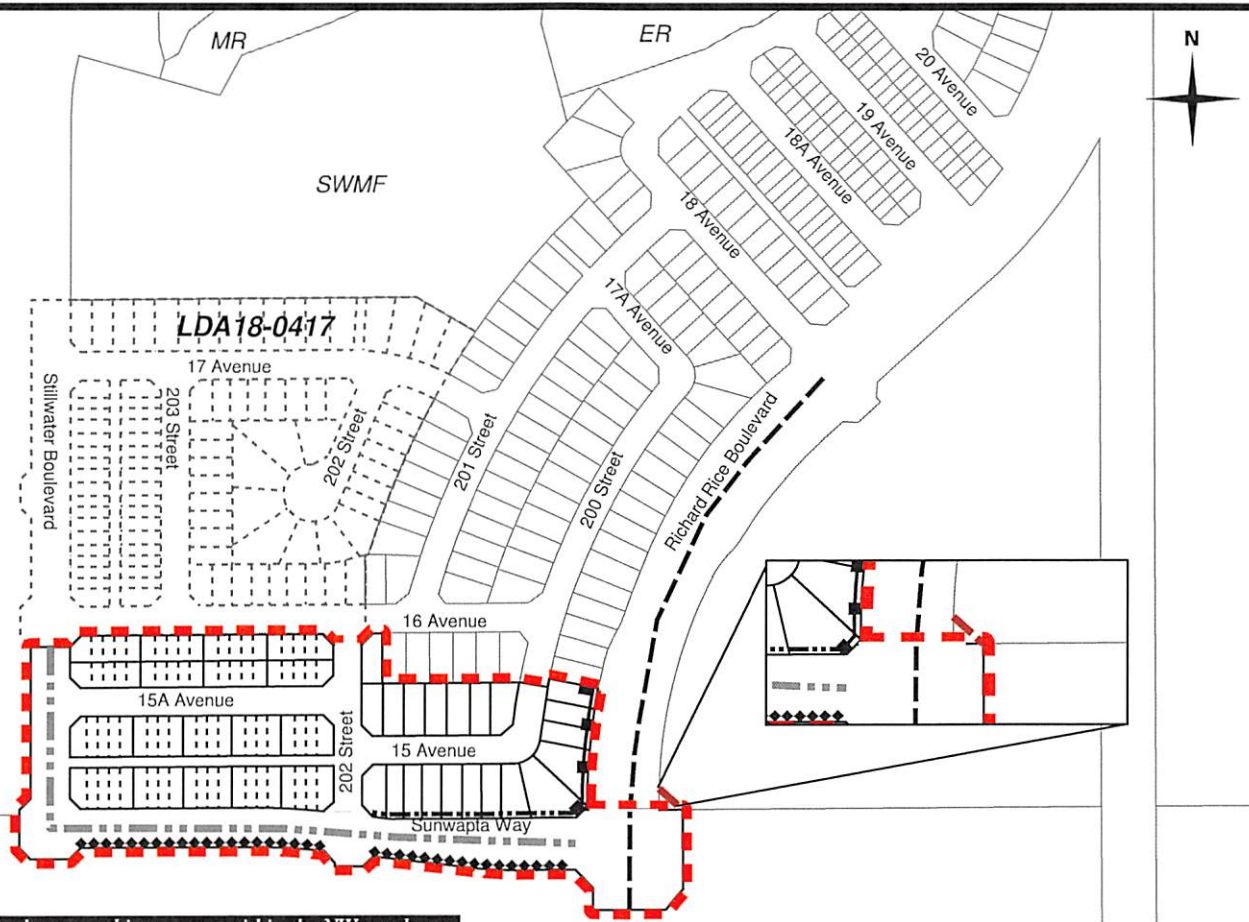 MR
ER
N
20 Avenue
19 Avenue
18A Avenue
SWMF
18 Avenue
17A Avenue
LDA18-0417
17 Avenue
Stillwater Boulevard
203 Street
202 Street
201 Street
200 Street
Richard Rice Boulevard
16 Avenue
15A Avenue
202 Street
15 Avenue
Sunwapta Way